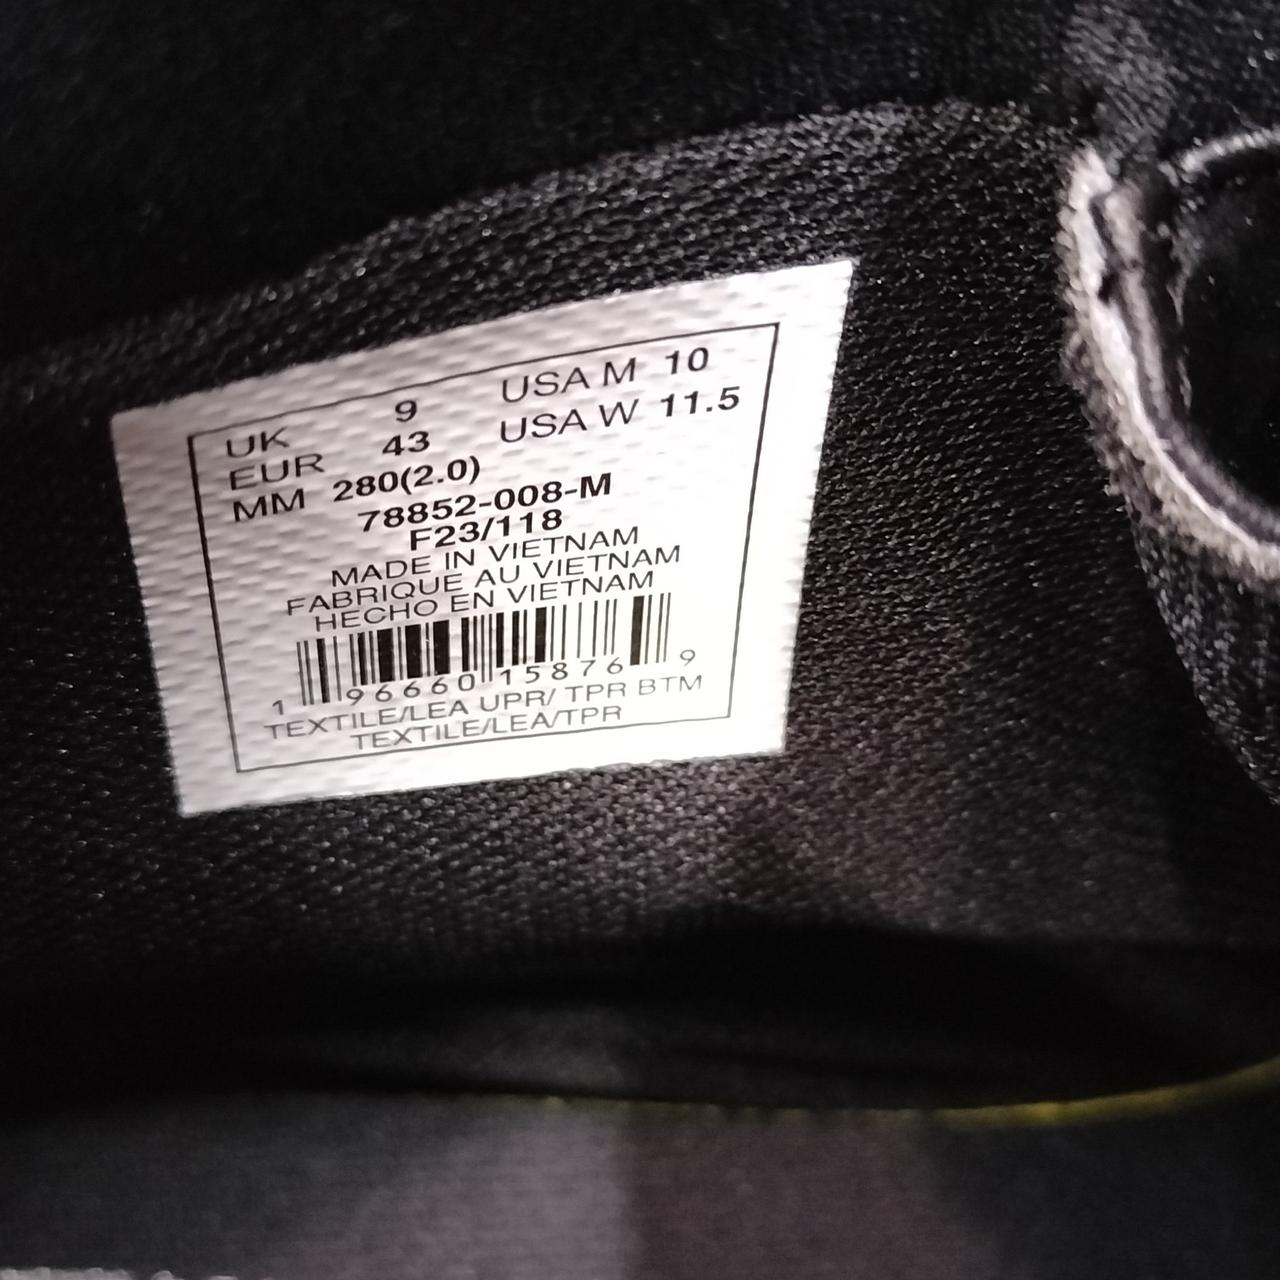 UK 9 USA M 10
EUR 43 USA W 11.5
MM 280(2.0)
78852-008-M
F23/118
MADE IN VIETNAM
FABRIQUE AU VIETNAM
HECHO EN VIETNAM
1 96660 15876 9
TEXTILE/LEA UPR/ TPR BTM
TEXTILE/LEA/TPR